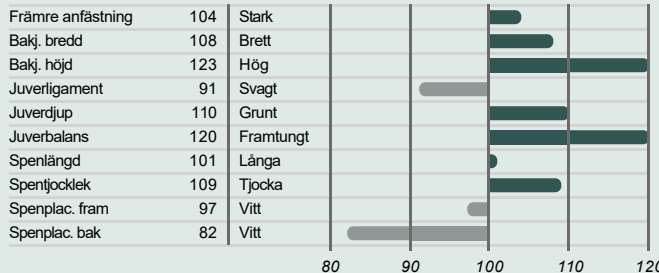 Främre anfästning 104 Stark
Bakj. bredd 108 Brett
Bakj. höjd 123 Hög
Juverligament 91 Svagt
Juverdjup 110 Grunt
Juverbalans 120 Framtungt
Spenlängd 101 Långa
Spentjocklek 109 Tjocka
Spenplac. fram 97 Vitt
Spenplac. bak 82 Vitt
80 90 100 110 120